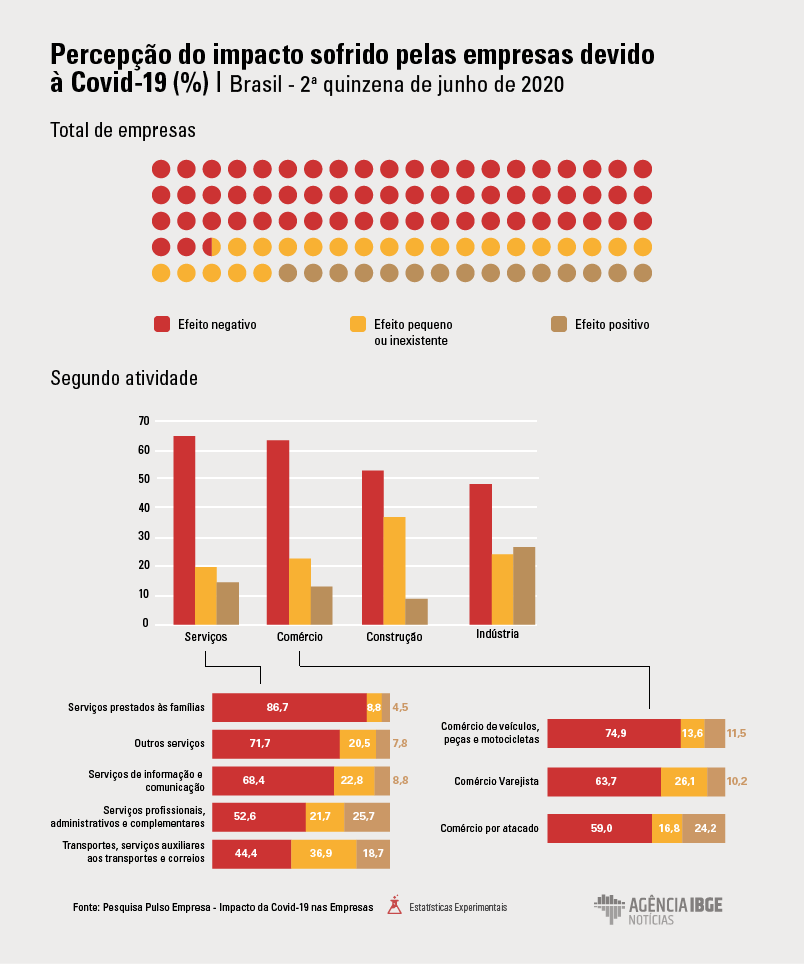 Percepção do impacto sofrido pelas empresas devido
à Covid-19 (%) | Brasil - 2ª quinzena de junho de 2020
Total de empresas
Efeito negativo
Efeito pequeno
ou inexistente
Efeito positivo
Segundo atividade
70
60
50
40
30
20
10
0
Serviços
Comércio
Construção
Indústria
Serviços prestados às famílias
86,7
8,8
4,5
Outros serviços
71,7
20,5
7,8
Serviços de informação e
comunicação
68,4
22,8
8,8
Serviços profissionais,
administrativos e complementares
52,6
21,7
25,7
Transportes, serviços auxiliares
aos transportes e correios
44,4
36,9
18,7
Comércio de veículos,
peças e motocicletas
74,9
13,6
11,5
Comércio Varejista
63,7
26,1
10,2
Comércio por atacado
59,0
16,8
24,2
Fonte: Pesquisa Pulso Empresa - Impacto da Covid-19 nas Empresas
Estatísticas Experimentais
AGÊNCIA IBGE
NOTÍCIAS